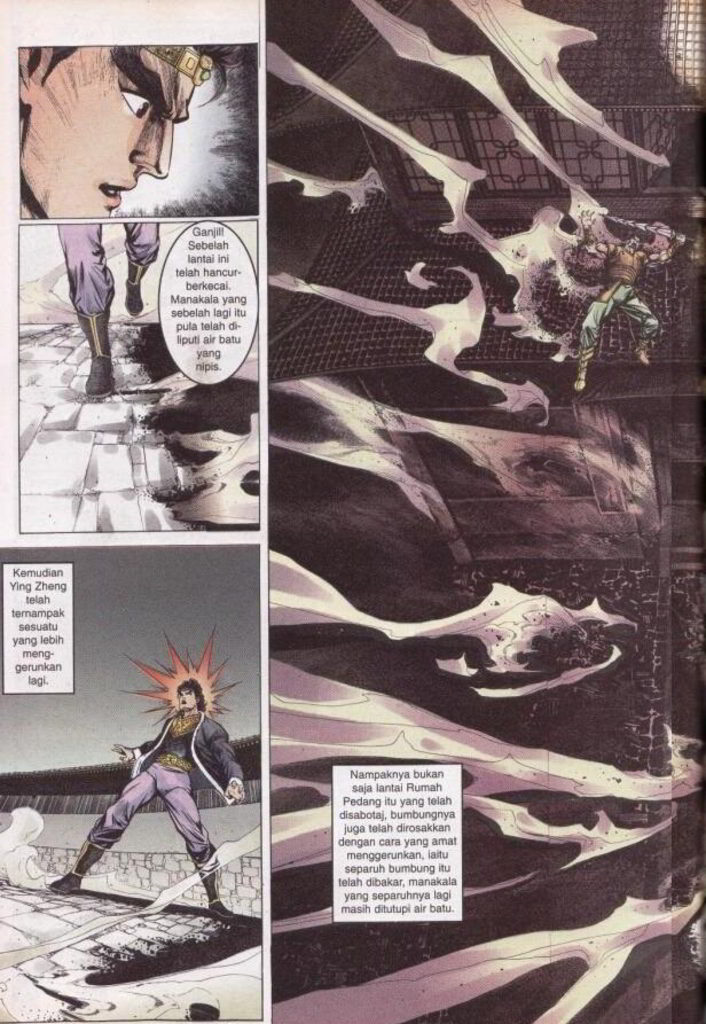 Ganjil!
Sebelah
lantai ini
telah hancur-
berkecai.
Manakala yang
sebelah lagi itu
pula telah di-
liputi air batu
yang
nipis.
Kemudian
Ying Zheng
telah
ternampak
sesuatu
yang lebih
meng-
gerunkan
lagi.
Nampaknya bukan
saja lantai Rumah
Pedang itu yang telah
disabotaj, bumbungnya
juga telah dirosakkan
dengan cara yang amat
menggerunkan, iaitu
separuh bumbung itu
telah dibakar, manakala
yang separuhnya lagi
masih ditutupi air batu.